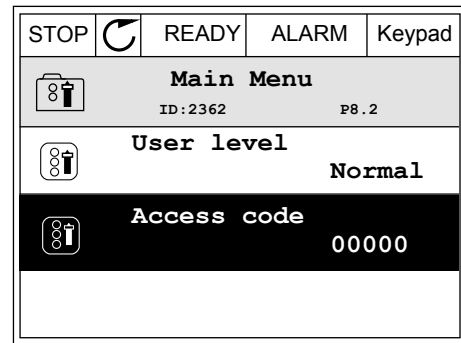 STOP READY ALARM Keypad
Main Menu
ID:2362 P8.2
User level
Normal
Access code
00000